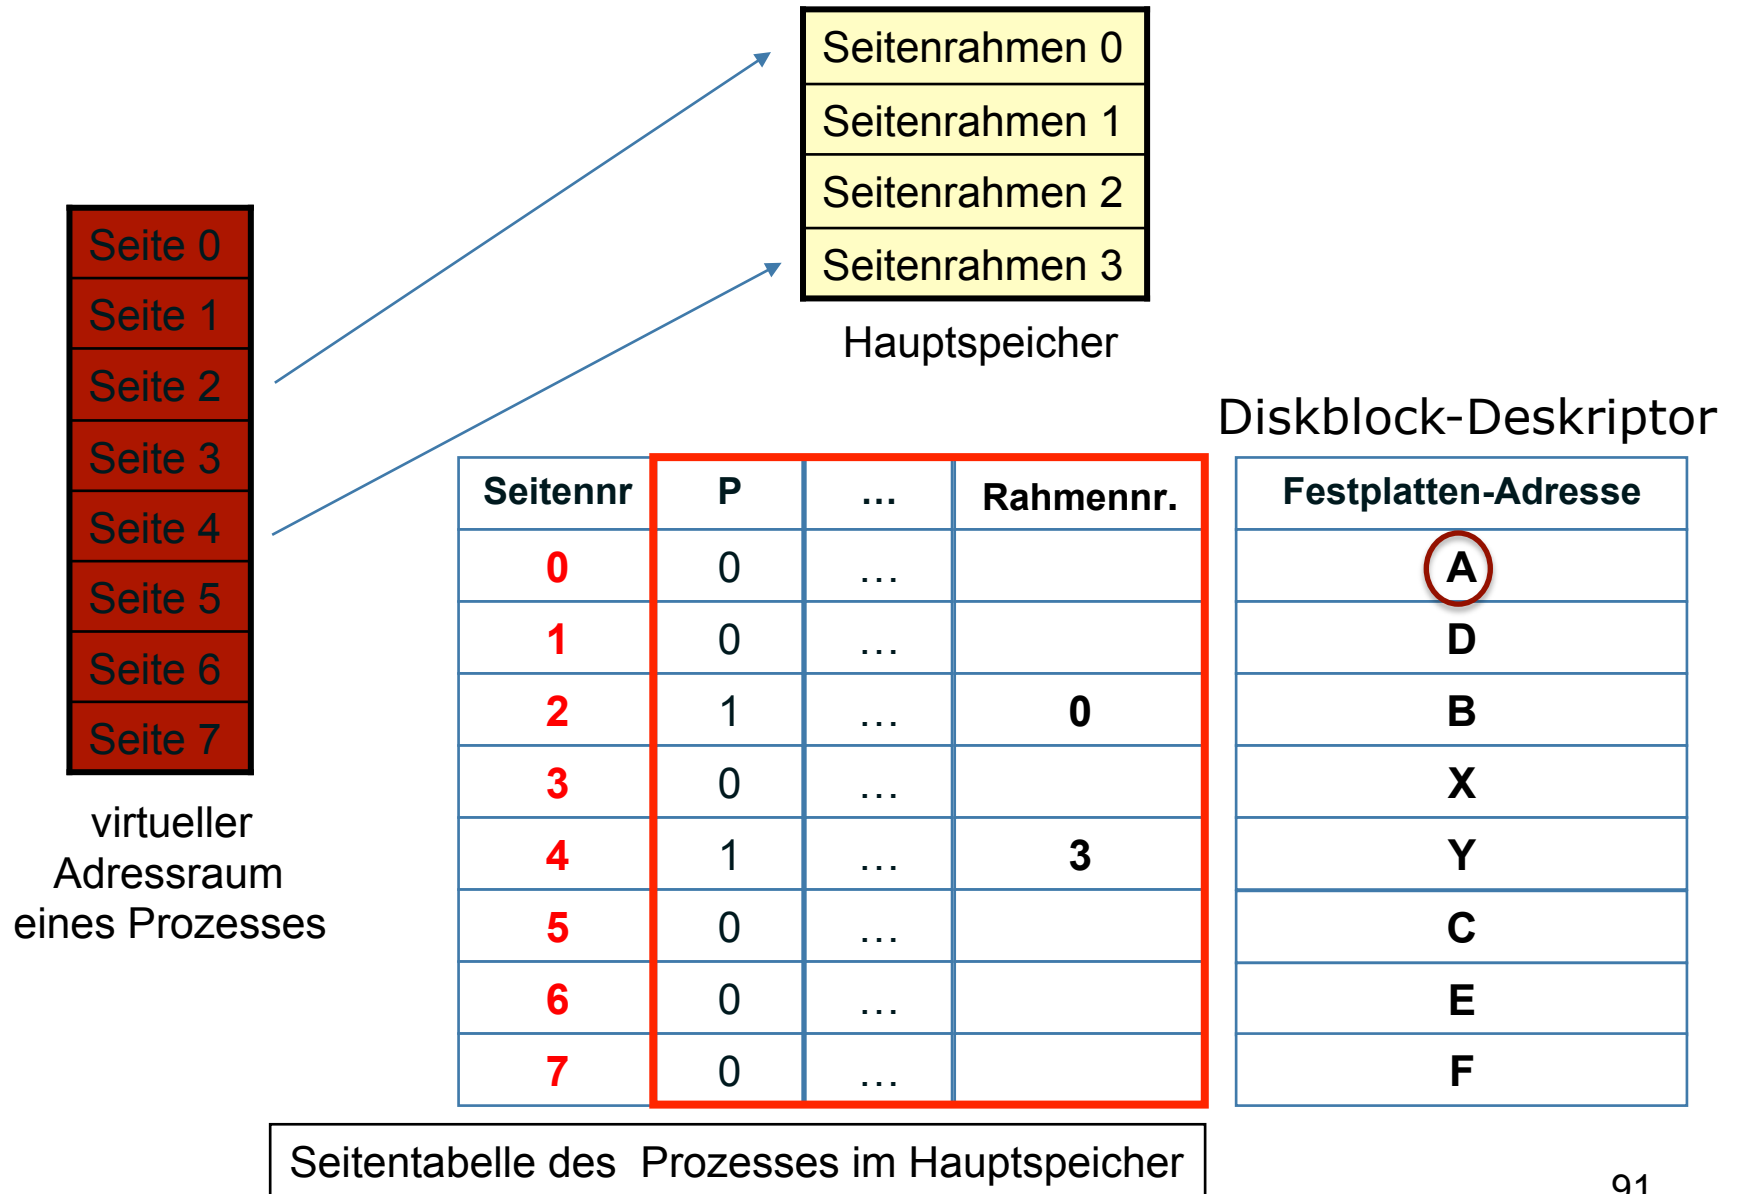 Seitenrahmen 0
Seitenrahmen 1
Seitenrahmen 2
Seitenrahmen 3
Hauptspeicher
Seite 0
Seite 1
Seite 2
Seite 3
Seite 4
Seite 5
Seite 6
Seite 7
virtueller
Adressraum
eines Prozesses
Diskblock-Deskriptor
Seitennr P ... Rahmennr. Festplatten-Adresse
0 0 ... A
1 0 ... D
2 1 ... 0 B
3 0 ... X
4 1 ... 3 Y
5 0 ... C
6 0 ... E
7 0 ... F
Seitentabelle des Prozesses im Hauptspeicher
91